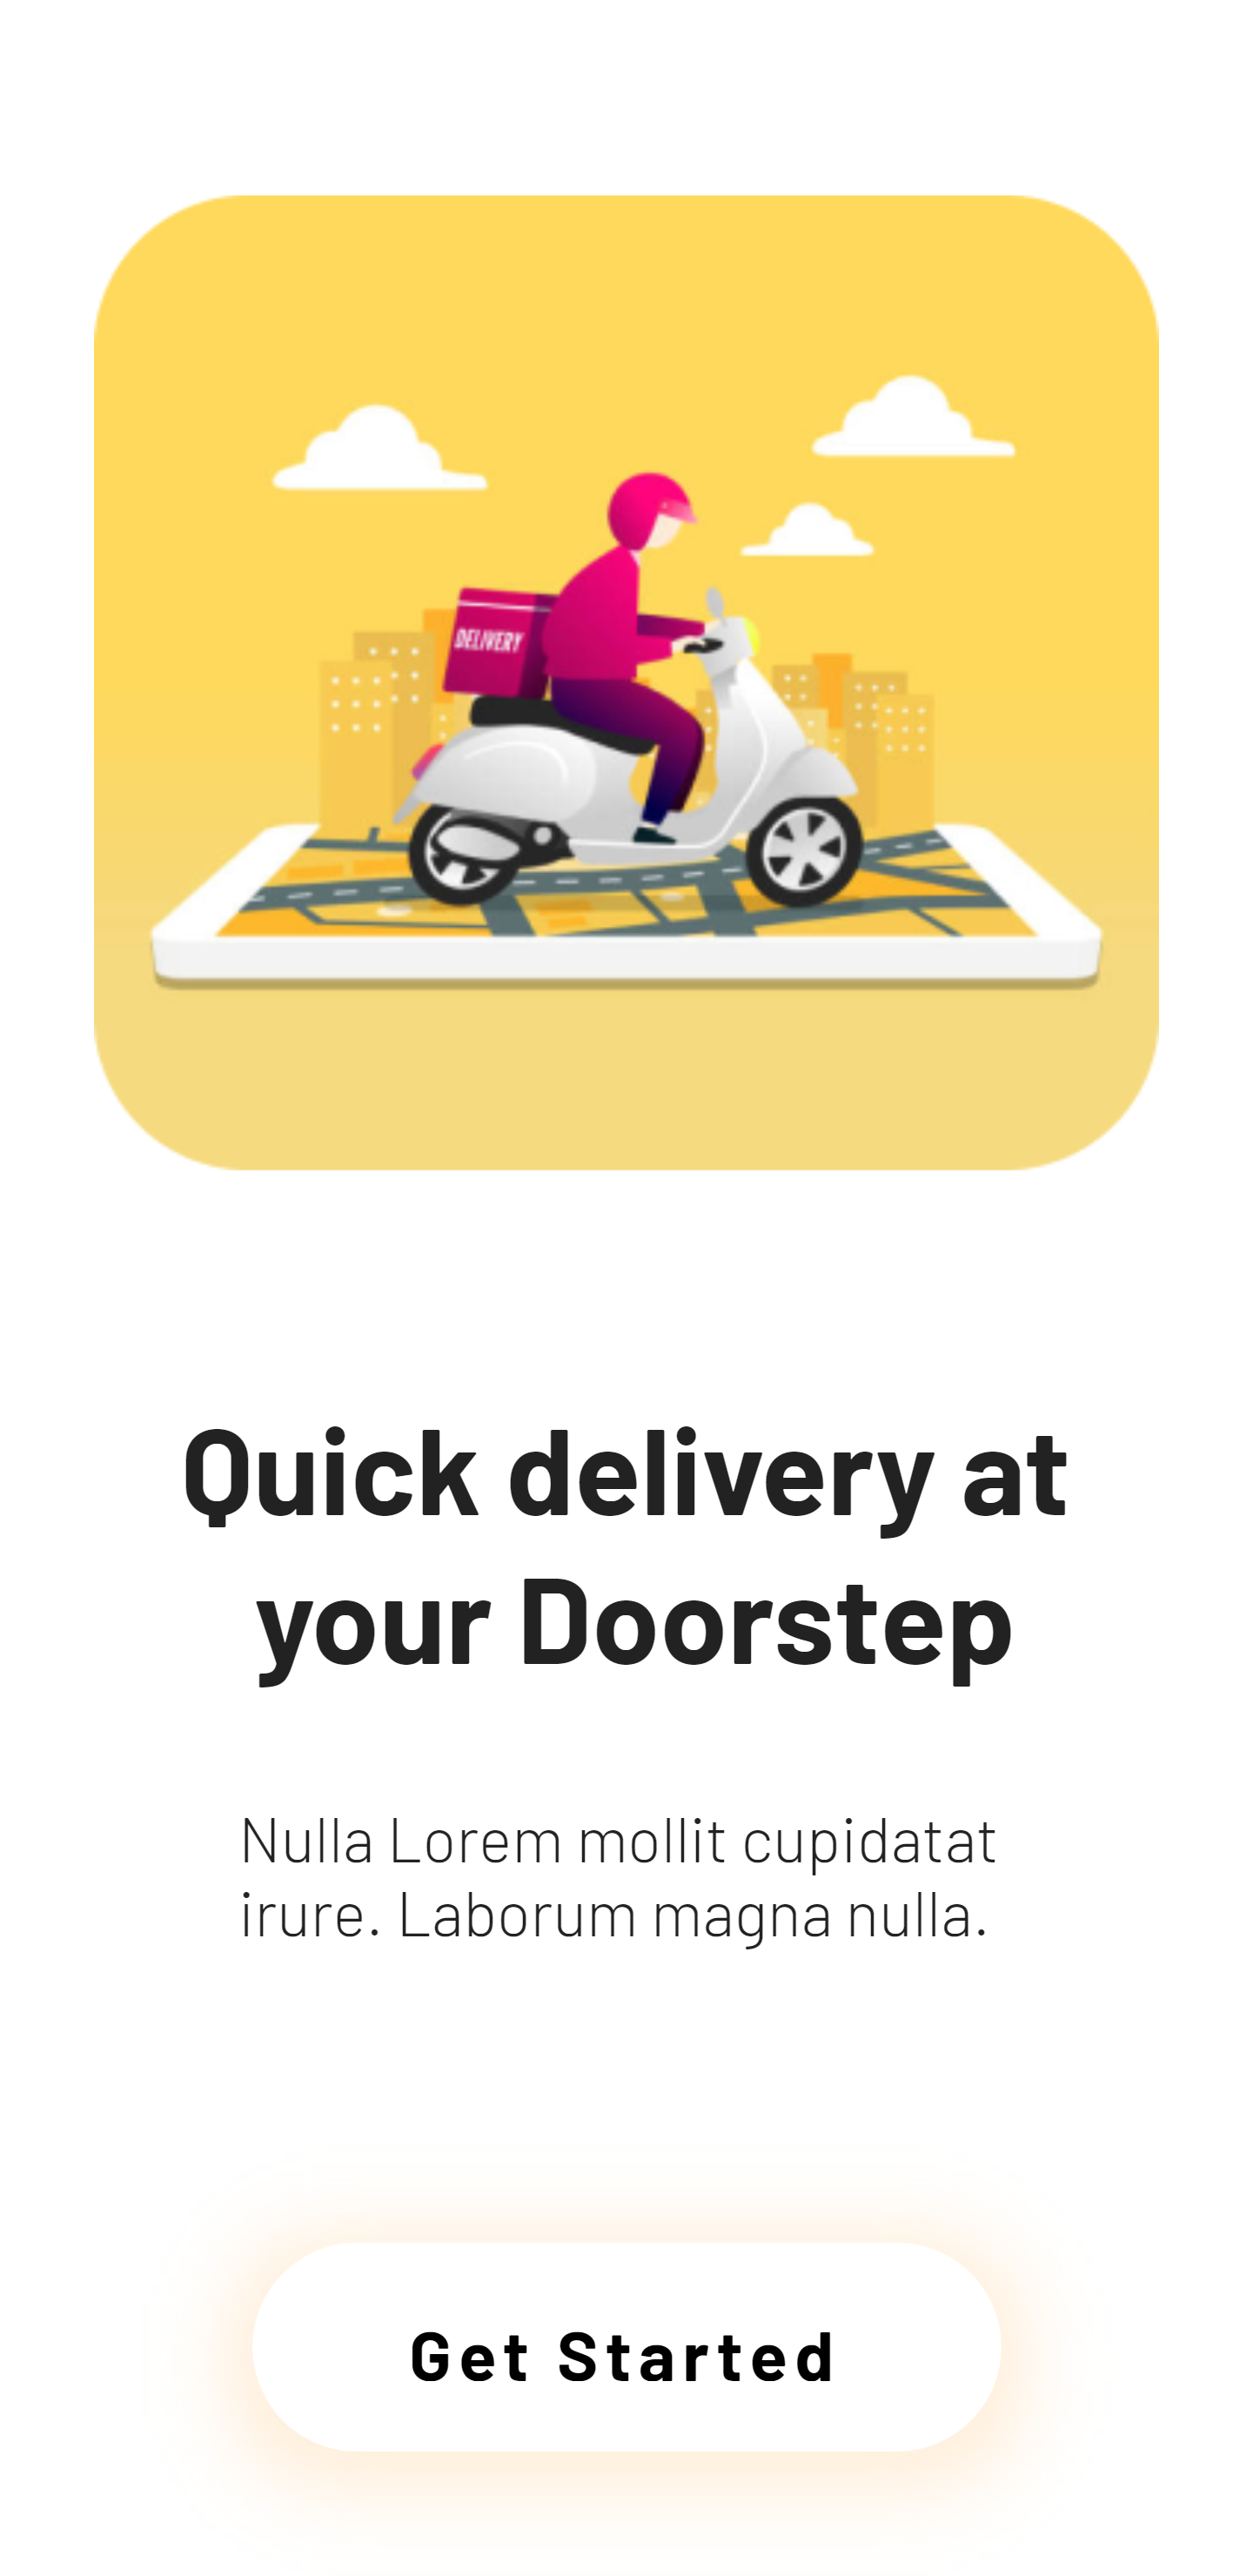 DELIVERY
Quick delivery at
your Doorstep
Nulla Lorem mollit cupidatat
irure. Laborum magna nulla.
Get Started